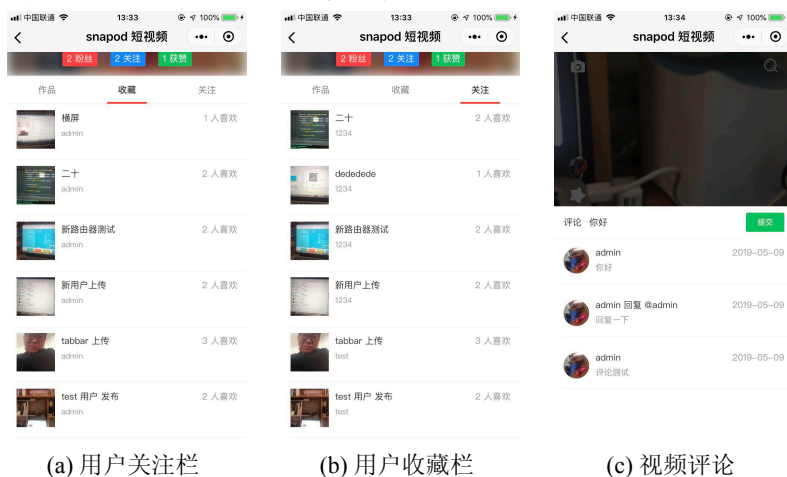 中国联通 13:33 100%
snapod 短视频
2 粉丝 2 关注 1 获赞
作品 收藏 关注
横屏 1 人喜欢
admin
二十 2 人喜欢
admin
新路由器测试 2 人喜欢
admin
新用户上传 2 人喜欢
admin
tabbar 上传 3 人喜欢
admin
test 用户 发布 2 人喜欢
admin
(a) 用户关注栏
中国联通 13:33 100%
snapod 短视频
2 粉丝 2 关注 1 获赞
作品 收藏 关注
二十 2 人喜欢
1234
dededede 1 人喜欢
1234
新路由器测试 2 人喜欢
1234
新用户上传 2 人喜欢
1234
tabbar 上传 3 人喜欢
test
test 用户 发布 2 人喜欢
test
(b) 用户收藏栏
中国联通 13:34 100%
snapod 短视频
评论 你好 提交
admin 2019-05-09
你好
admin 回复 @admin 2019-05-09
回复一下
admin 2019-05-09
评论测试
(c) 视频评论